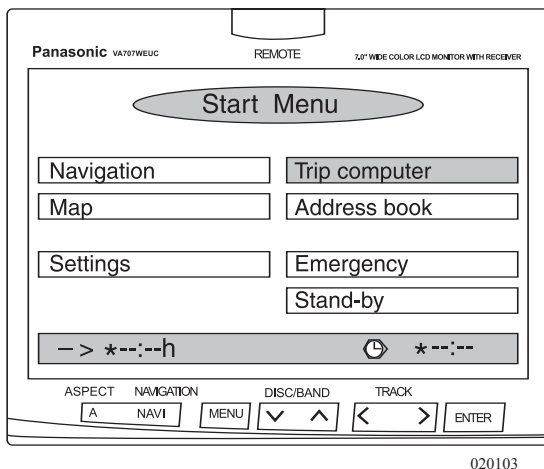 Panasonic VA707WEUC REMOTE 7.0" WIDE COLOR LCD MONITOR WITH RECEIVER
Start Menu
Navigation Trip computer
Map Address book
Settings Emergency
Stand-by
– > *--:--h *--:--
ASPECT NAVIGATION DISC/BAND TRACK
A NAVI MENU ENTER
020103